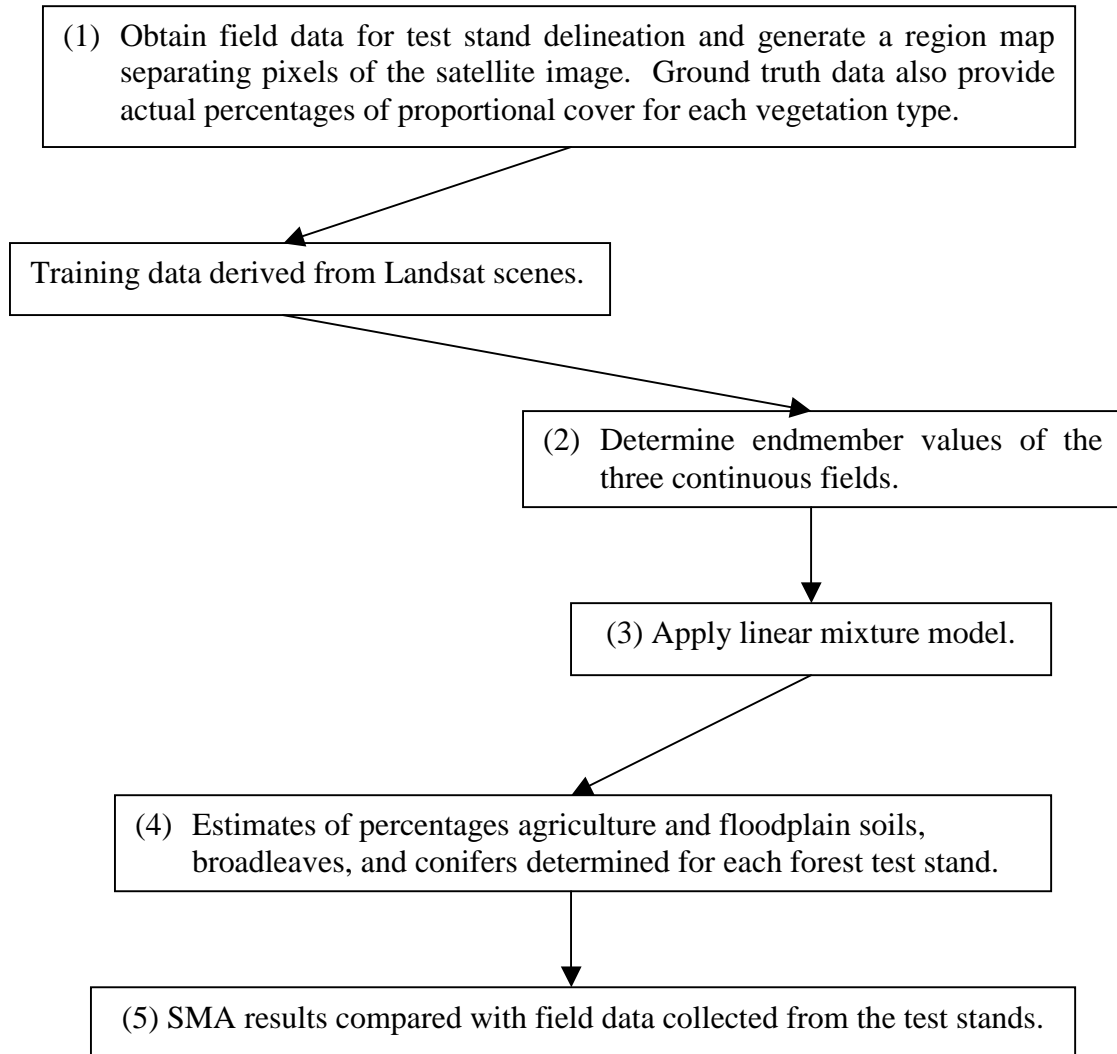 (1) Obtain field data for test stand delineation and generate a region map
separating pixels of the satellite image. Ground truth data also provide
actual percentages of proportional cover for each vegetation type.
Training data derived from Landsat scenes.
(2) Determine endmember values of the
three continuous fields.
(3) Apply linear mixture model.
(4) Estimates of percentages agriculture and floodplain soils,
broadleaves, and conifers determined for each forest test stand.
(5) SMA results compared with field data collected from the test stands.